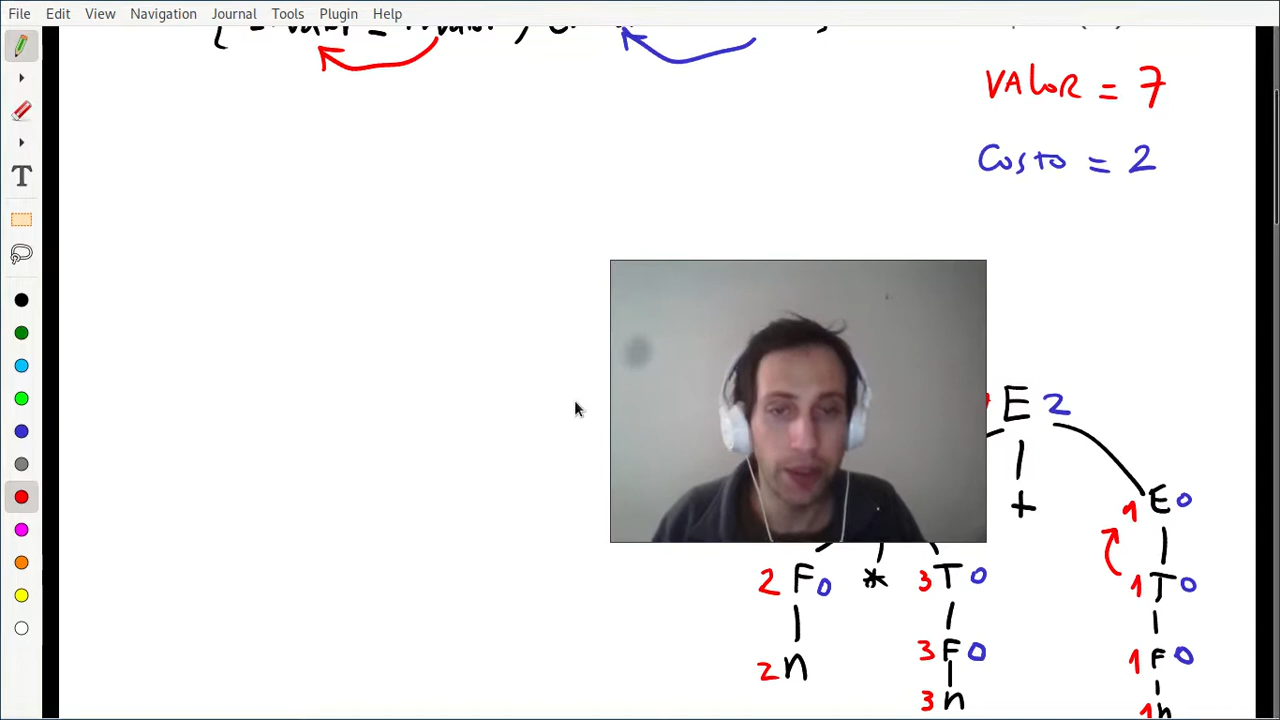 File Edit View Navigation Journal Tools Plugin Help
VALOR = 7
Costo = 2
T
E 2
+
1 E 0
2 F 0 * 3 T 0 1 T 0
3 F 0 1 F 0
2 n 3 n 1 n